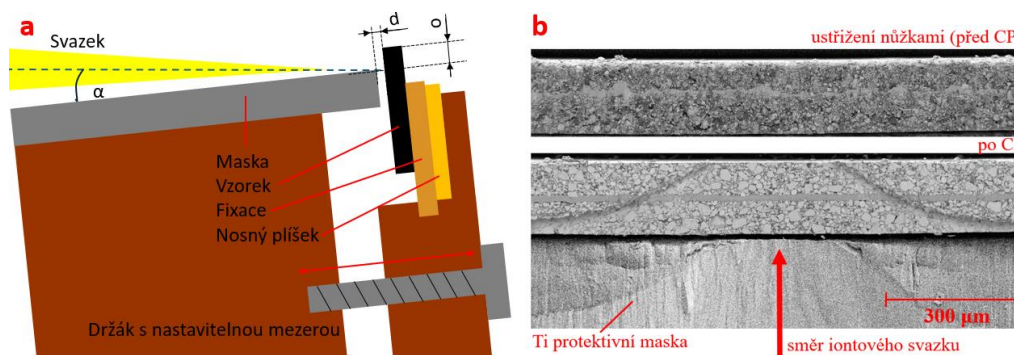 a
Svazek
α
d
o
Maska
Vzorek
Fixace
Nosný plíšek
Držák s nastavitelnou mezerou
b
ustřižení nůžkami (před CP
po C
300 µm
Ti protektivní maska
směr iontového svazku